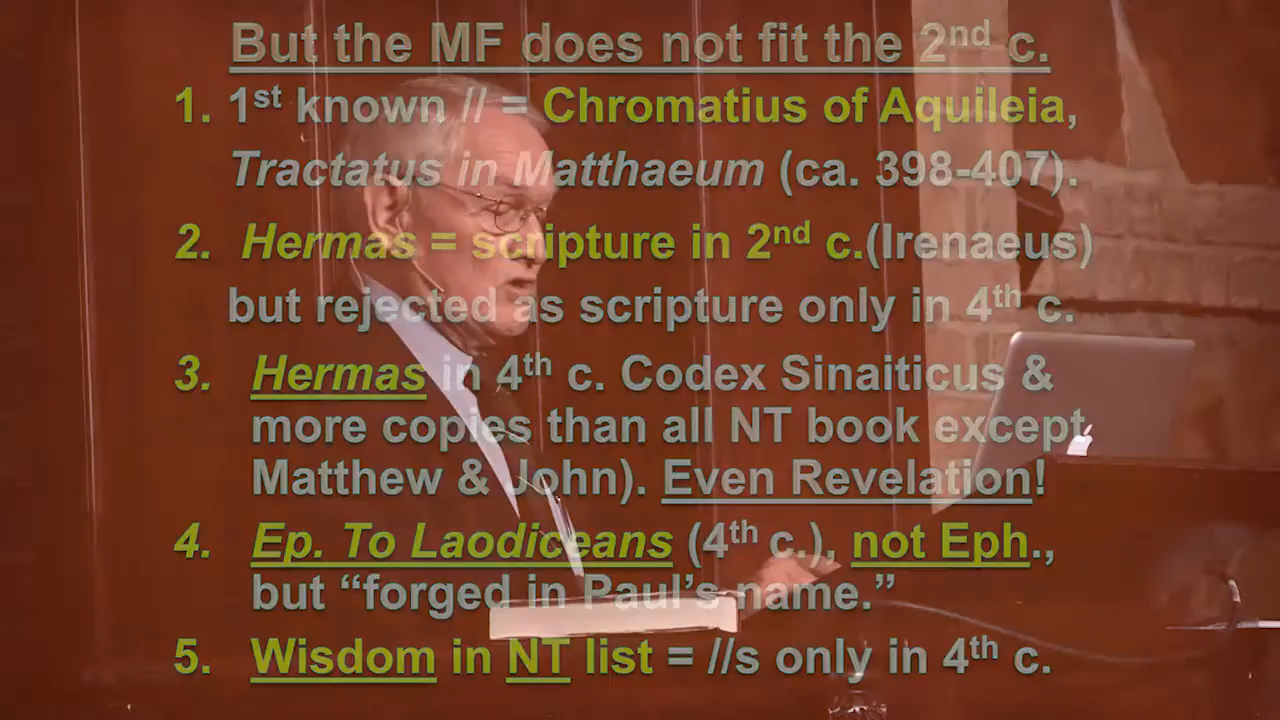 But the MF does not fit the 2nd c.
1. 1st known // = Chromatius of Aquileia,
Tractatus in Matthaeum (ca. 398-407).
2. Hermas = scripture in 2nd c.(Irenaeus)
but rejected as scripture only in 4th c.
3. Hermas in 4th c. Codex Sinaiticus &
more copies than all NT book except
Matthew & John). Even Revelation!
4. Ep. To Laodiceans (4th c.), not Eph.,
but “forged in Paul’s name.”
5. Wisdom in NT list = //s only in 4th c.